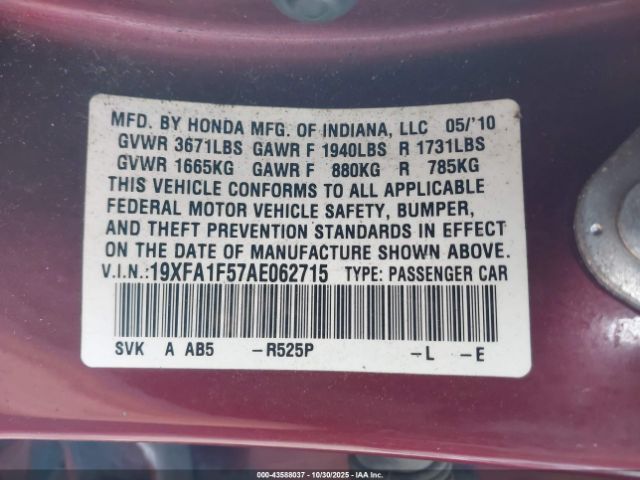 MFD. BY HONDA MFG. OF INDIANA, LLC 05/'10
GVWR 3671LBS GAWR F 1940LBS R 1731LBS
GVWR 1665KG GAWR F 880KG R 785KG
THIS VEHICLE CONFORMS TO ALL APPLICABLE
FEDERAL MOTOR VEHICLE SAFETY, BUMPER,
AND THEFT PREVENTION STANDARDS IN EFFECT
ON THE DATE OF MANUFACTURE SHOWN ABOVE.
V.I.N.:19XFA1F57AE062715 TYPE: PASSENGER CAR
SVK A AB5 -R525P -L -E
000-43588037 - 10/30/2025 - IAA Inc.